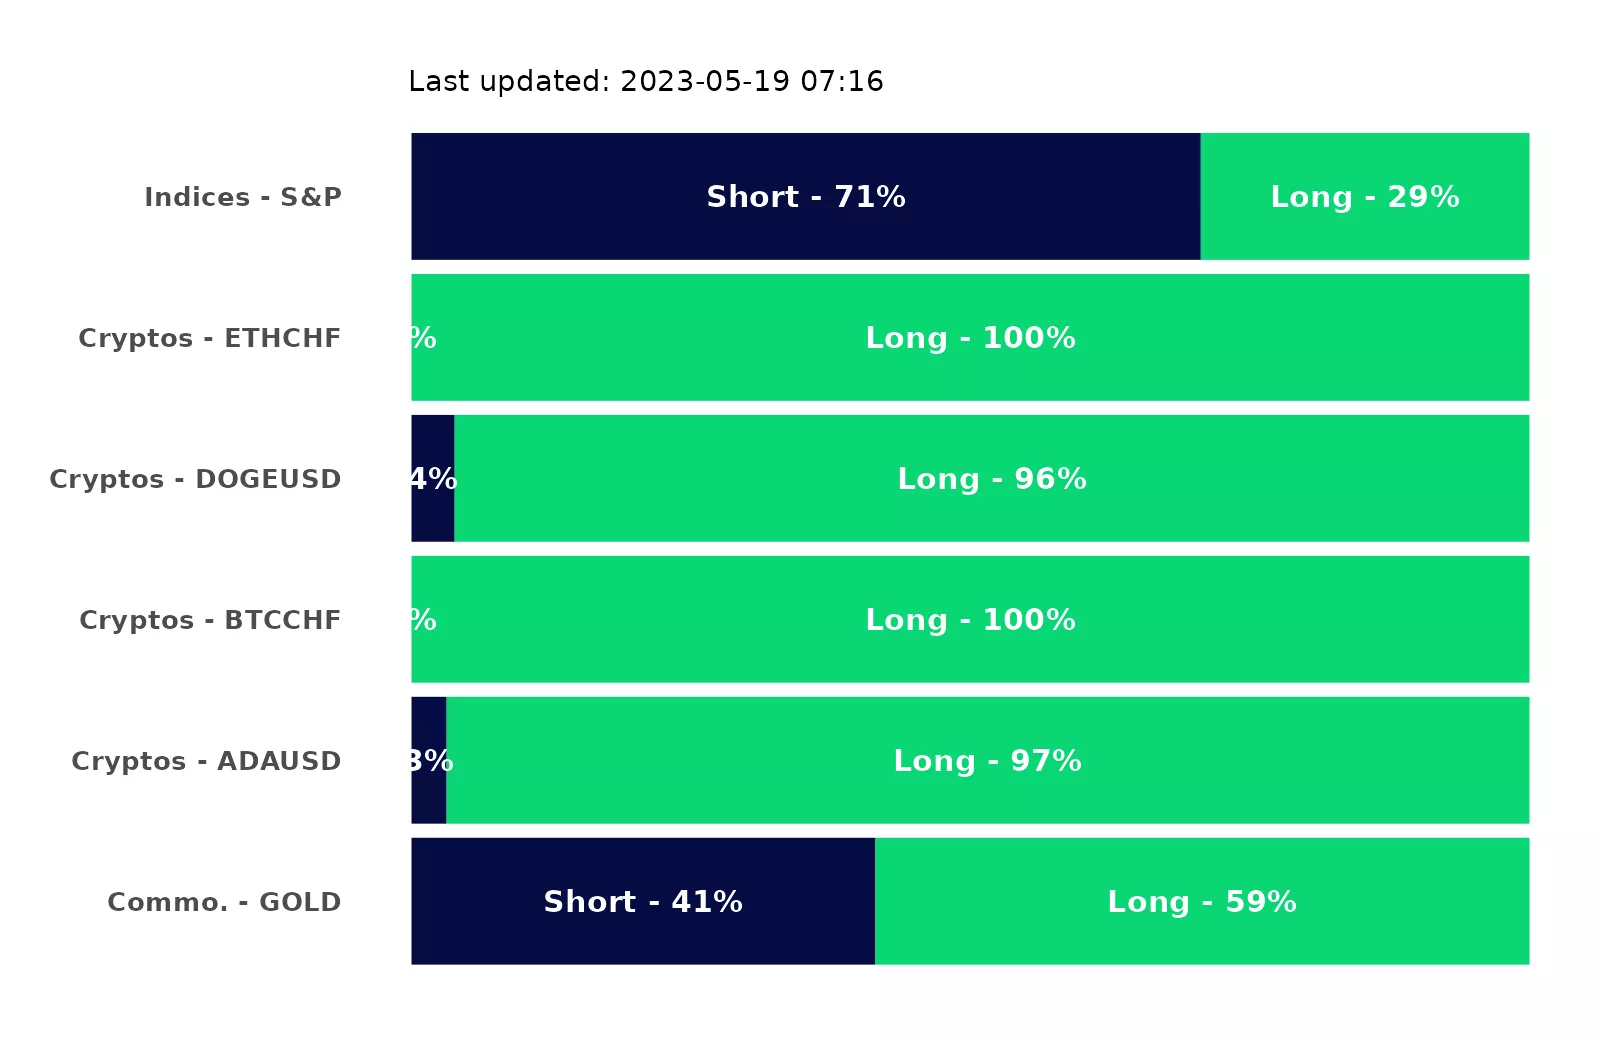 Last updated: 2023-05-19 07:16
Indices - S&P
Short - 71%
Long - 29%
Cryptos - ETHCHF
%
Long - 100%
Cryptos - DOGEUSD
4%
Long - 96%
Cryptos - BTCCHF
%
Long - 100%
Cryptos - ADAUSD
3%
Long - 97%
Commo. - GOLD
Short - 41%
Long - 59%